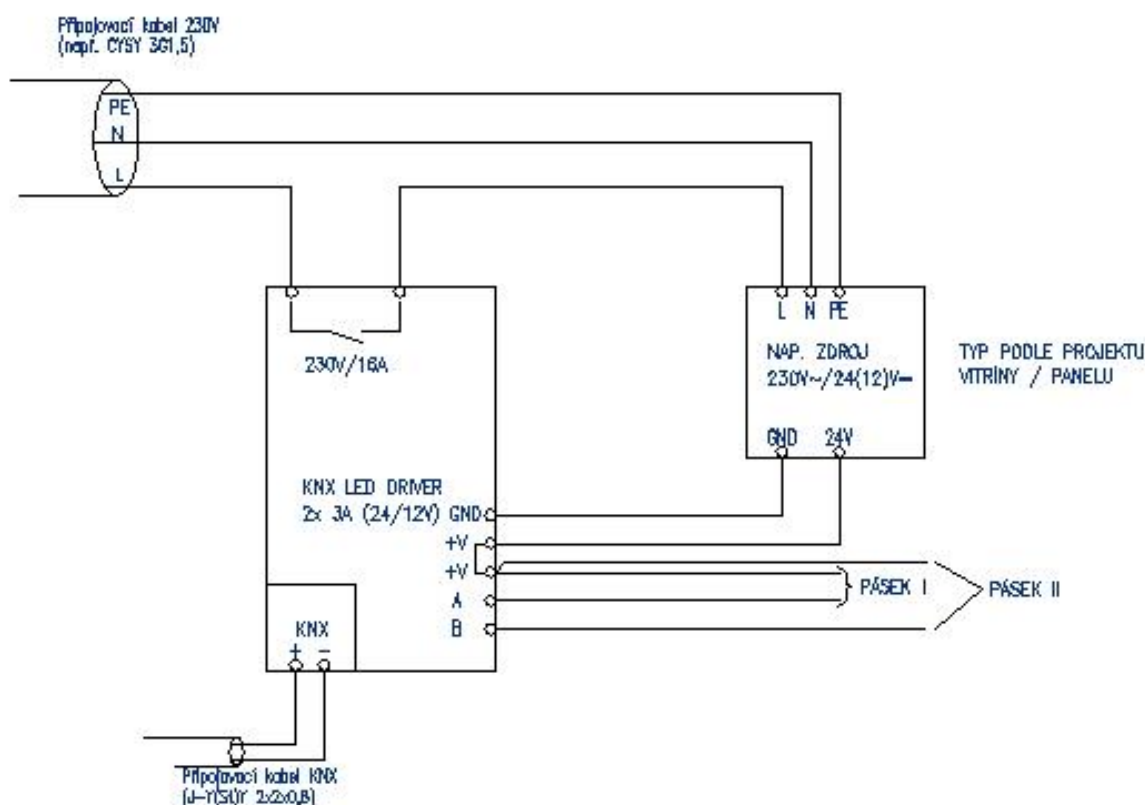 Připojovací kabel 230V
(např. CYSY 3G1,5)
PE
N
L
L N PE
230V/16A
NAP. ZDROJ
230V~/24(12)V=
TYP PODLE PROJEKTU
VITRÍNY / PANELU
GND 24V
KNX LED DRIVER
2x 3A (24/12V) GND
+V
+V
A
B
PÁSEK I
PÁSEK II
KNX
+ -
Připojovací kabel KNX
(J-Y(St)Y 2x2x0,8)